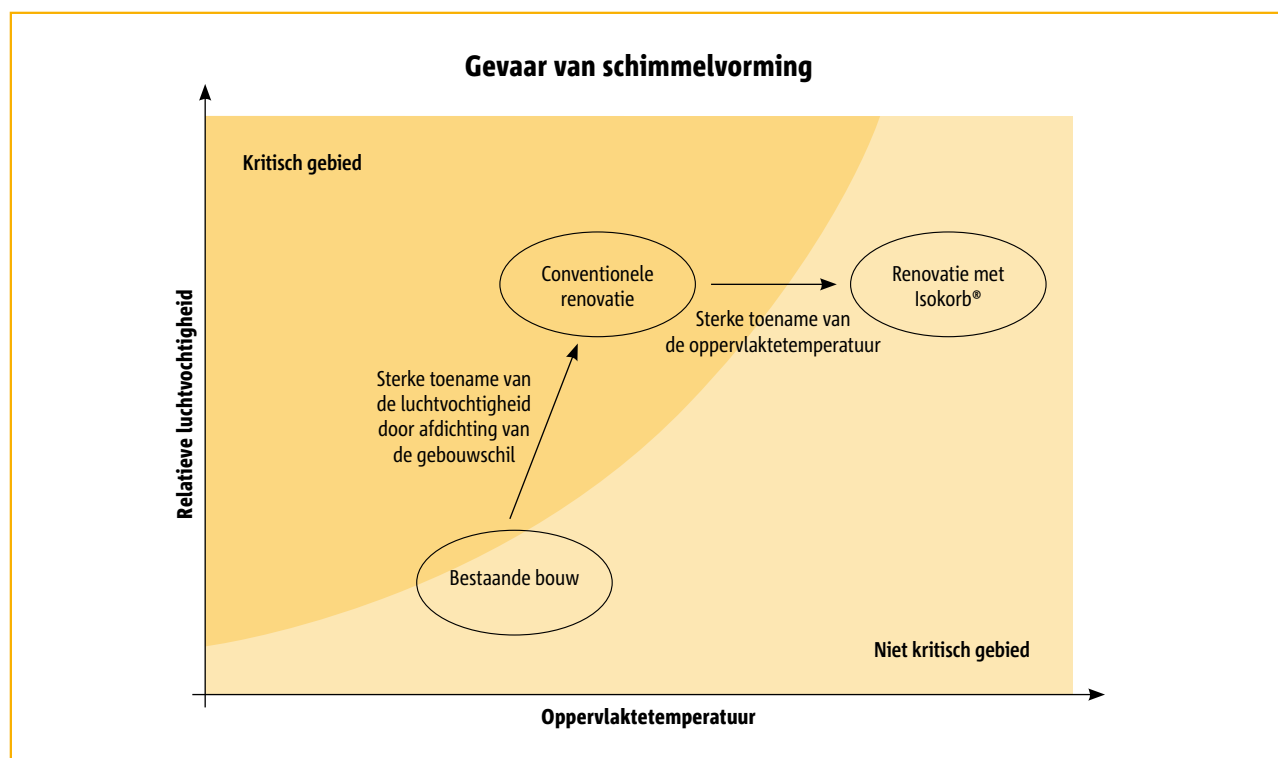 Gevaar van schimmelvorming
Kritisch gebied
Conventionele
renovatie
Renovatie met
Isokorb®
Sterke toename van
de oppervlaktetemperatuur
Sterke toename van
de luchtvochtigheid
door afdichting van
de gebouwschil
Relatieve luchtvochtigheid
Bestaande bouw
Niet kritisch gebied
Oppervlaktetemperatuur